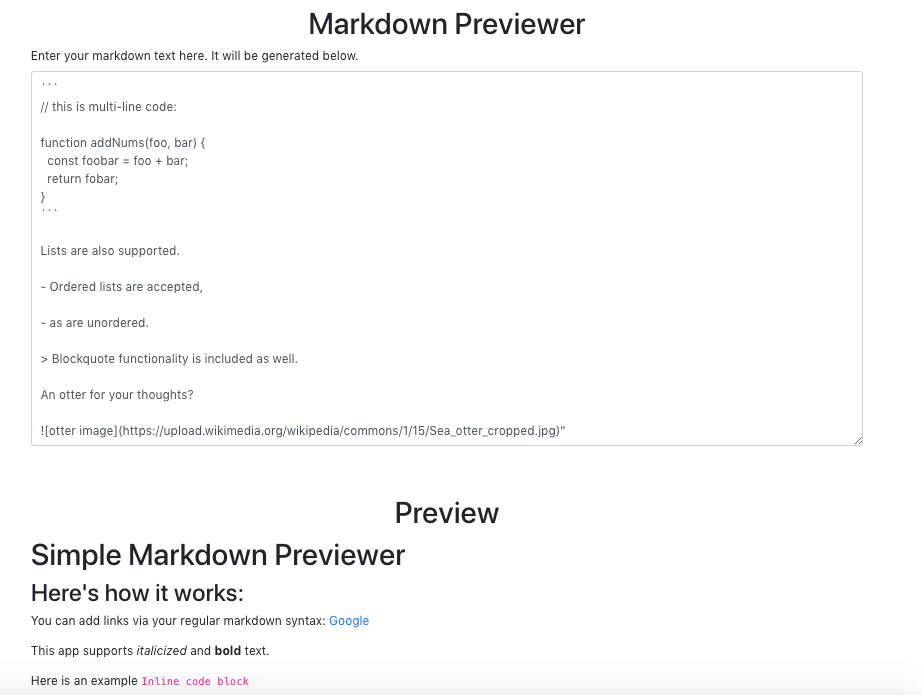 Markdown Previewer
Enter your markdown text here. It will be generated below.
```
// this is multi-line code:
function addNums(foo, bar) {
  const foobar = foo + bar;
  return fobar;
}
```
Lists are also supported.
- Ordered lists are accepted,
- as are unordered.
> Blockquote functionality is included as well.
An otter for your thoughts?
![otter image](https://upload.wikimedia.org/wikipedia/commons/1/15/Sea_otter_cropped.jpg)"
Preview
Simple Markdown Previewer
Here's how it works:
You can add links via your regular markdown syntax: Google
This app supports italicized and bold text.
Here is an example Inline code block